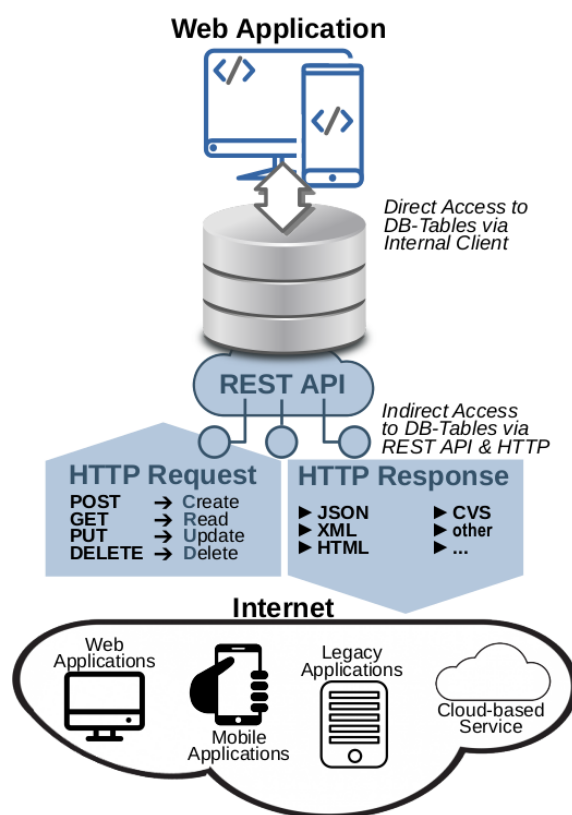 Web Application
</>
</>
Direct Access to
DB-Tables via
Internal Client
REST API
Indirect Access
to DB-Tables via
REST API & HTTP
HTTP Request
POST → Create
GET → Read
PUT → Update
DELETE → Delete
HTTP Response
► JSON ► CVS
► XML ► other
► HTML ► ...
Internet
Web
Applications
Mobile
Applications
Legacy
Applications
Cloud-based
Service